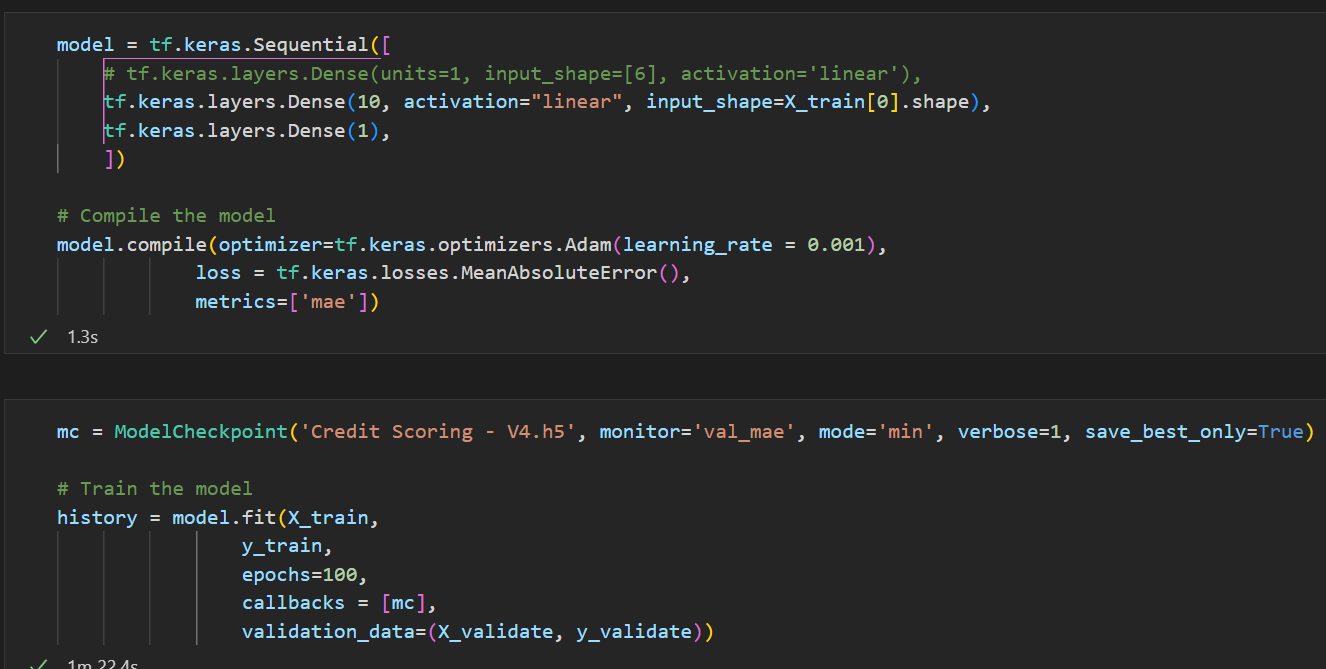 model = tf.keras.Sequential([
# tf.keras.layers.Dense(units=1, input_shape=[6], activation='linear'),
tf.keras.layers.Dense(10, activation="linear", input_shape=X_train[0].shape),
tf.keras.layers.Dense(1),
])
# Compile the model
model.compile(optimizer=tf.keras.optimizers.Adam(learning_rate = 0.001),
loss = tf.keras.losses.MeanAbsoluteError(),
metrics=['mae'])
1.3s
mc = ModelCheckpoint('Credit Scoring - V4.h5', monitor='val_mae', mode='min', verbose=1, save_best_only=True)
# Train the model
history = model.fit(X_train,
y_train,
epochs=100,
callbacks = [mc],
validation_data=(X_validate, y_validate))
1m 22.4s